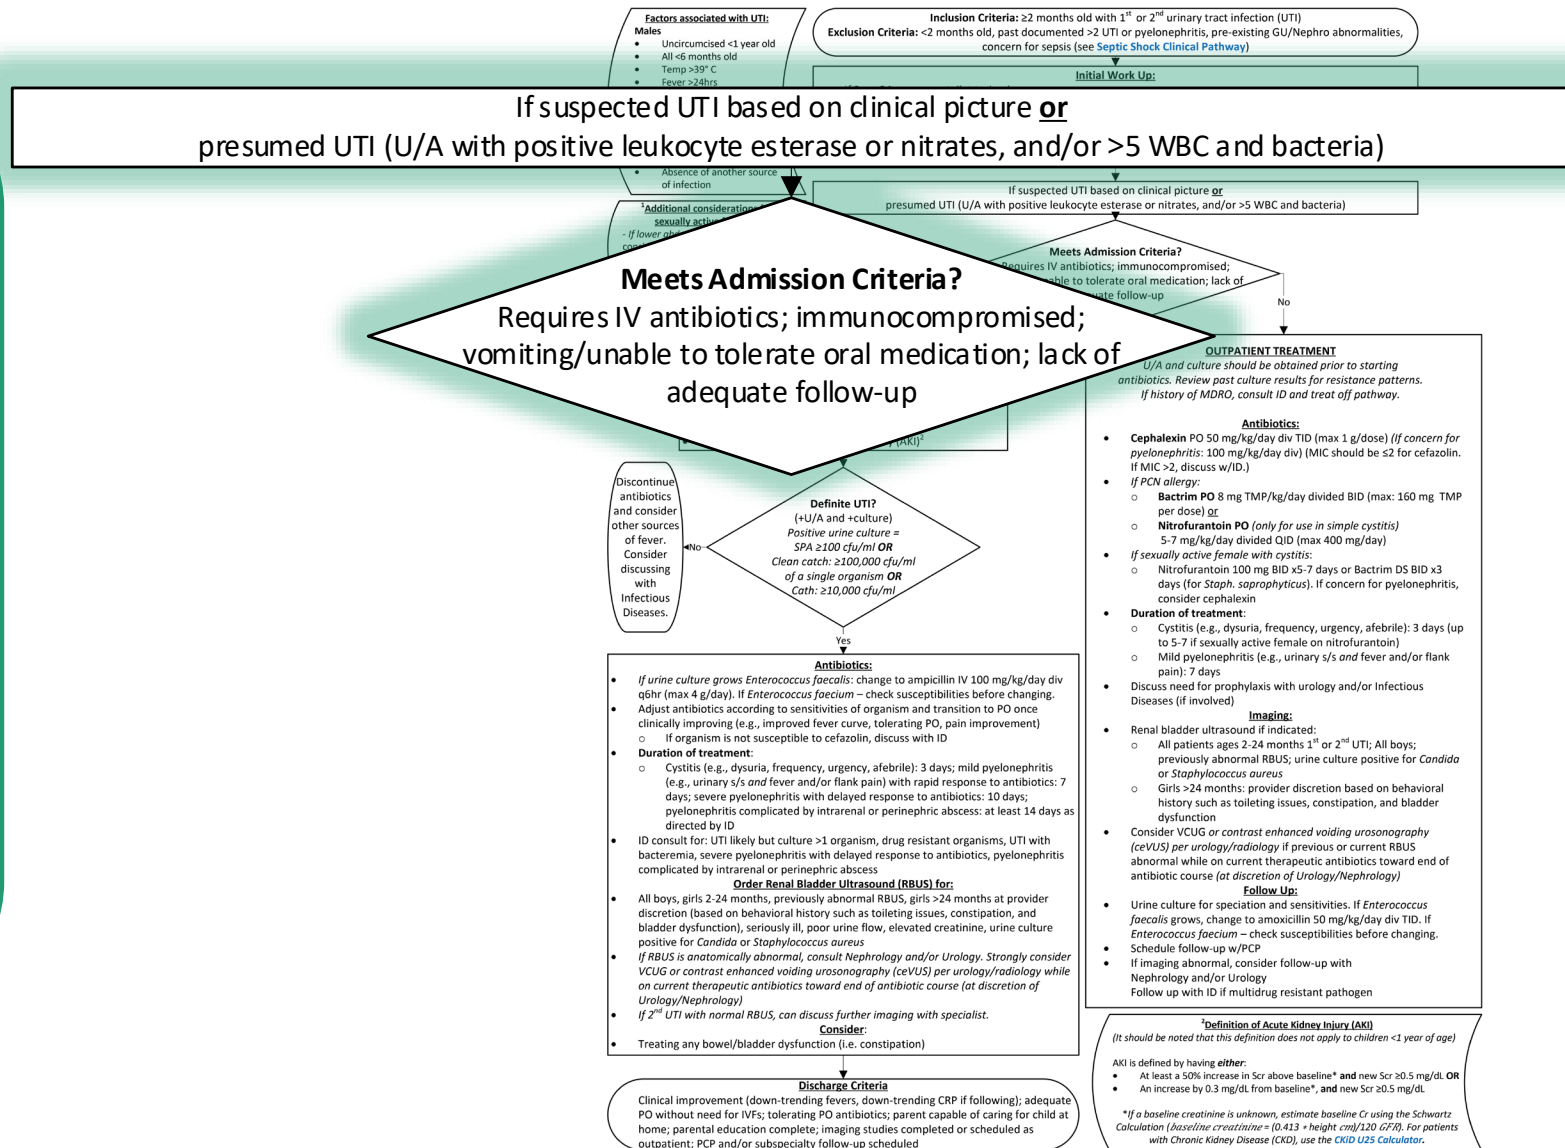 Factors associated with UTI:
Males
• Uncircumcised <1 year old
• All <6 months old
• Temp >39° C
• Fever >24hrs
Inclusion Criteria: ≥2 months old with 1st or 2nd urinary tract infection (UTI)
Exclusion Criteria: <2 months old, past documented >2 UTI or pyelonephritis, pre-existing GU/Nephro abnormalities,
concern for sepsis (see Septic Shock Clinical Pathway)
Initial Work Up:
If suspected UTI based on clinical picture or
presumed UTI (U/A with positive leukocyte esterase or nitrates, and/or >5 WBC and bacteria)
• Absence of another source
of infection
If suspected UTI based on clinical picture or
presumed UTI (U/A with positive leukocyte esterase or nitrates, and/or >5 WBC and bacteria)
1Additional considerations
sexually active
- If lower
Meets Admission Criteria?
Requires IV antibiotics; immunocompromised;
vomiting/unable to tolerate oral medication; lack of
adequate follow-up
Meets Admission Criteria?
Requires IV antibiotics; immunocompromised;
to tolerate oral medication; lack of
follow-up
No
(AKI)2
Discontinue
antibiotics
and consider
other sources
of fever.
Consider
discussing
with
Infectious
Diseases.
No
Definite UTI?
(+U/A and +culture)
Positive urine culture =
SPA ≥100 cfu/ml OR
Clean catch: ≥100,000 cfu/ml
of a single organism OR
Cath: ≥10,000 cfu/ml
Yes
Antibiotics:
• If urine culture grows Enterococcus faecalis: change to ampicillin IV 100 mg/kg/day div
q6hr (max 4 g/day). If Enterococcus faecium – check susceptibilities before changing.
• Adjust antibiotics according to sensitivities of organism and transition to PO once
clinically improving (e.g., improved fever curve, tolerating PO, pain improvement)
o If organism is not susceptible to cefazolin, discuss with ID
• Duration of treatment:
o Cystitis (e.g., dysuria, frequency, urgency, afebrile): 3 days; mild pyelonephritis
(e.g., urinary s/s and fever and/or flank pain) with rapid response to antibiotics: 7
days; severe pyelonephritis with delayed response to antibiotics: 10 days;
pyelonephritis complicated by intrarenal or perinephric abscess: at least 14 days as
directed by ID
• ID consult for: UTI likely but culture >1 organism, drug resistant organisms, UTI with
bacteremia, severe pyelonephritis with delayed response to antibiotics, pyelonephritis
complicated by intrarenal or perinephric abscess
Order Renal Bladder Ultrasound (RBUS) for:
• All boys, girls 2-24 months, previously abnormal RBUS, girls >24 months at provider
discretion (based on behavioral history such as toileting issues, constipation, and
bladder dysfunction), seriously ill, poor urine flow, elevated creatinine, urine culture
positive for Candida or Staphylococcus aureus
• If RBUS is anatomically abnormal, consult Nephrology and/or Urology. Strongly consider
VCUG or contrast enhanced voiding urosonography (ceVUS) per urology/radiology while
on current therapeutic antibiotics toward end of antibiotic course (at discretion of
Urology/Nephrology)
• If 2nd UTI with normal RBUS, can discuss further imaging with specialist.
Consider:
• Treating any bowel/bladder dysfunction (i.e. constipation)
Discharge Criteria
Clinical improvement (down-trending fevers, down-trending CRP if following); adequate
PO without need for IVFs; tolerating PO antibiotics; parent capable of caring for child at
home; parental education complete; imaging studies completed or scheduled as
outpatient; PCP and/or subspecialty follow-up scheduled
OUTPATIENT TREATMENT
U/A and culture should be obtained prior to starting
antibiotics. Review past culture results for resistance patterns.
If history of MDRO, consult ID and treat off pathway.
Antibiotics:
• Cephalexin PO 50 mg/kg/day div TID (max 1 g/dose) (If concern for
pyelonephritis: 100 mg/kg/day div) (MIC should be ≤2 for cefazolin.
If MIC >2, discuss w/ID.)
• If PCN allergy:
o Bactrim PO 8 mg TMP/kg/day divided BID (max: 160 mg TMP
per dose) or
o Nitrofurantoin PO (only for use in simple cystitis)
5-7 mg/kg/day divided QID (max 400 mg/day)
• If sexually active female with cystitis:
o Nitrofurantoin 100 mg BID x5-7 days or Bactrim DS BID x3
days (for Staph. saprophyticus). If concern for pyelonephritis,
consider cephalexin
• Duration of treatment:
o Cystitis (e.g., dysuria, frequency, urgency, afebrile): 3 days (up
to 5-7 if sexually active female on nitrofurantoin)
o Mild pyelonephritis (e.g., urinary s/s and fever and/or flank
pain): 7 days
• Discuss need for prophylaxis with urology and/or Infectious
Diseases (if involved)
Imaging:
• Renal bladder ultrasound if indicated:
o All patients ages 2-24 months 1st or 2nd UTI; All boys;
previously abnormal RBUS; urine culture positive for Candida
or Staphylococcus aureus
o Girls >24 months: provider discretion based on behavioral
history such as toileting issues, constipation, and bladder
dysfunction
• Consider VCUG or contrast enhanced voiding urosonography
(ceVUS) per urology/radiology if previous or current RBUS
abnormal while on current therapeutic antibiotics toward end of
antibiotic course (at discretion of Urology/Nephrology)
Follow Up:
• Urine culture for speciation and sensitivities. If Enterococcus
faecalis grows, change to amoxicillin 50 mg/kg/day div TID. If
Enterococcus faecium – check susceptibilities before changing.
• Schedule follow-up w/PCP
• If imaging abnormal, consider follow-up with
Nephrology and/or Urology
Follow up with ID if multidrug resistant pathogen
2Definition of Acute Kidney Injury (AKI)
(It should be noted that this definition does not apply to children <1 year of age)
AKI is defined by having either:
• At least a 50% increase in Scr above baseline* and new Scr ≥0.5 mg/dL OR
• An increase by 0.3 mg/dL from baseline*, and new Scr ≥0.5 mg/dL
*If a baseline creatinine is unknown, estimate baseline Cr using the Schwartz
Calculation (baseline creatinine = (0.413 * height cm)/120 GFR). For patients
with Chronic Kidney Disease (CKD), use the CKiD U25 Calculator.